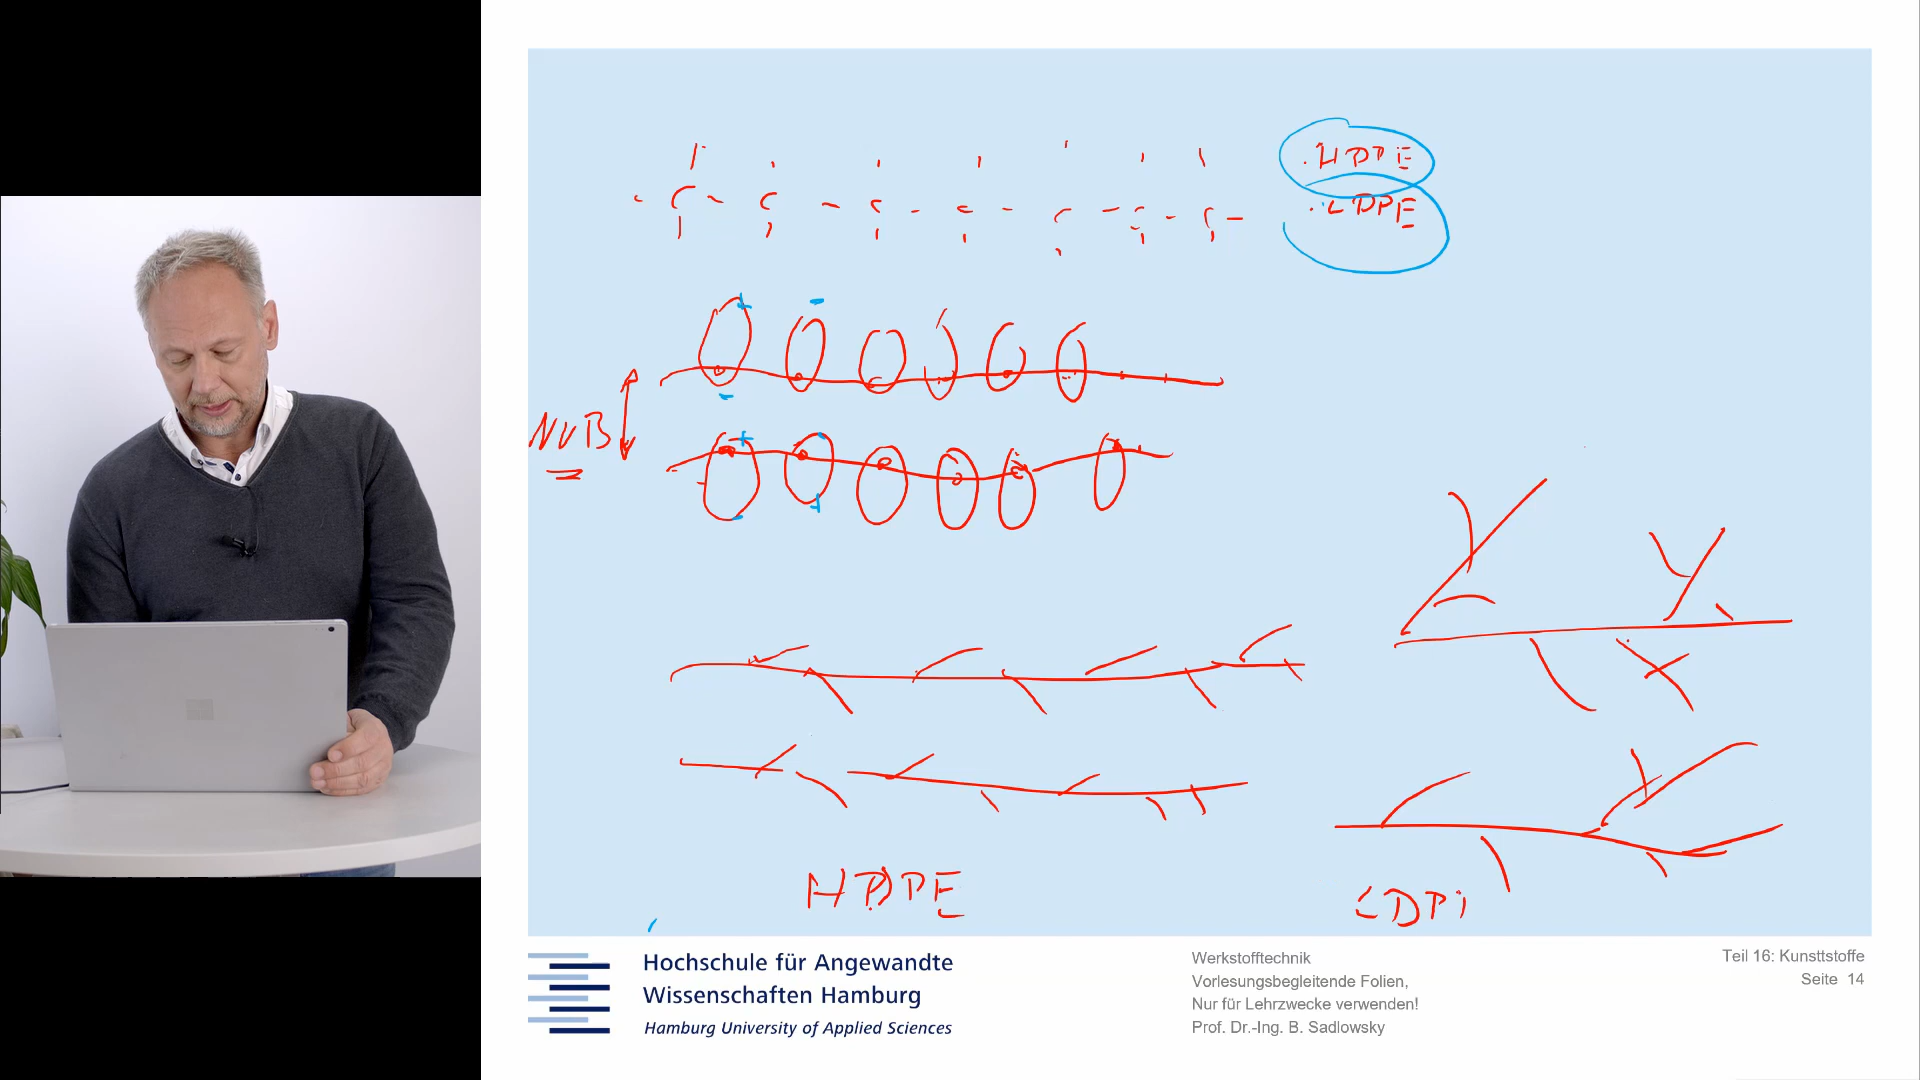 · HDPE
· LDPE
- C - C - C - C - C - C - C -
+ -
-
NVB
+
- +
HDPE
LDPE
Hochschule für Angewandte
Wissenschaften Hamburg
Hamburg University of Applied Sciences
Werkstofftechnik
Vorlesungsbegleitende Folien,
Nur für Lehrzwecke verwenden!
Prof. Dr.-Ing. B. Sadlowsky
Teil 16: Kunsttstoffe
Seite 14